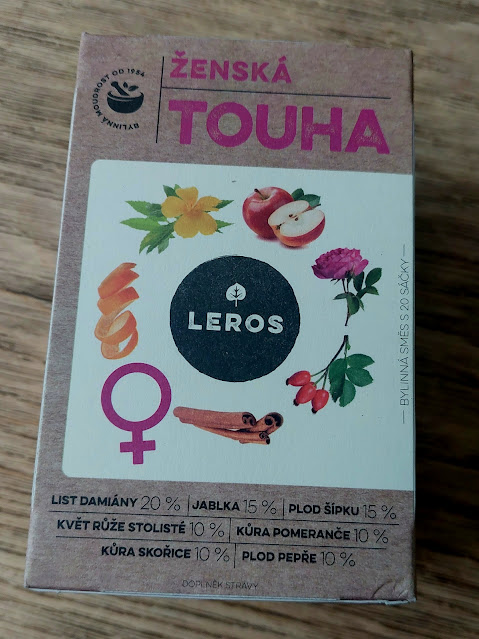 BYLINNÁ MOUDROST OD 1954
ŽENSKÁ
TOUHA
LEROS
BYLINNÁ SMĚS S 20 SÁČKY
LIST DAMIÁNY 20 % | JABLKA 15 % | PLOD ŠÍPKU 15 %
KVĚT RŮŽE STOLISTÉ 10 % | KŮRA POMERANČE 10 %
KŮRA SKOŘICE 10 % | PLOD PEPŘE 10 %
DOPLNĚK STRAVY